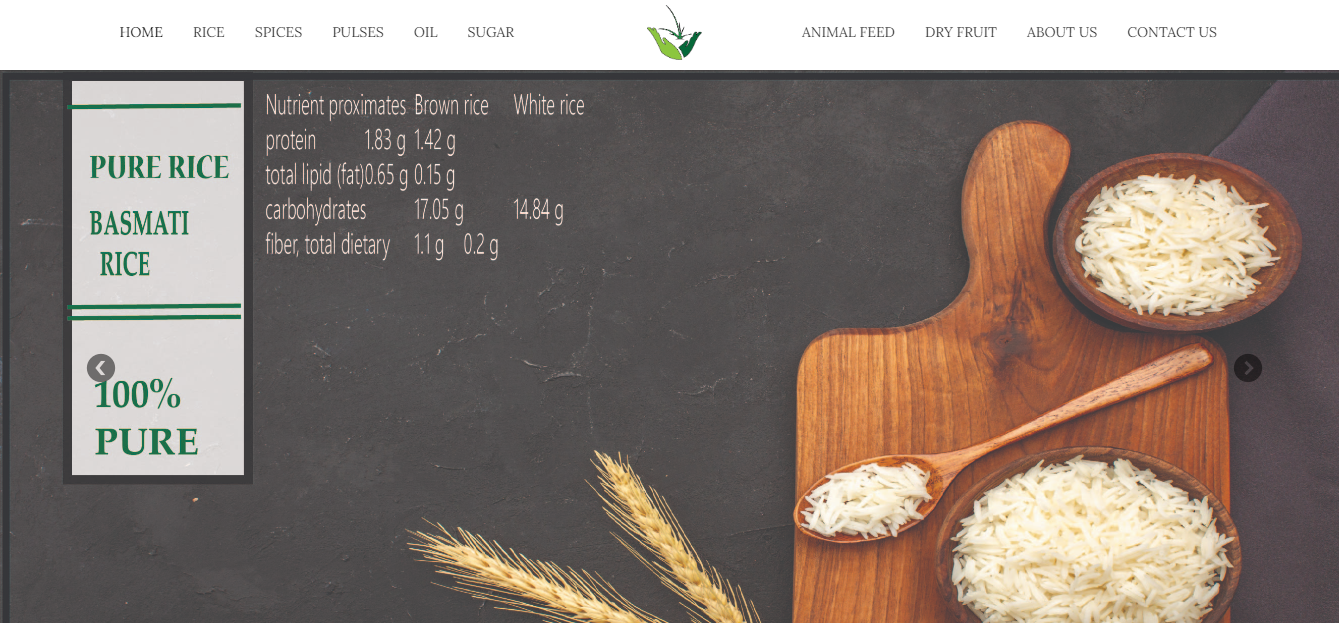 HOME RICE SPICES PULSES OIL SUGAR ANIMAL FEED DRY FRUIT ABOUT US CONTACT US
PURE RICE
BASMATI
RICE
100%
PURE
Nutrient proximates Brown rice White rice
protein 1.83 g 1.42 g
total lipid (fat)0.65 g 0.15 g
carbohydrates 17.05 g 14.84 g
fiber, total dietary 1.1 g 0.2 g